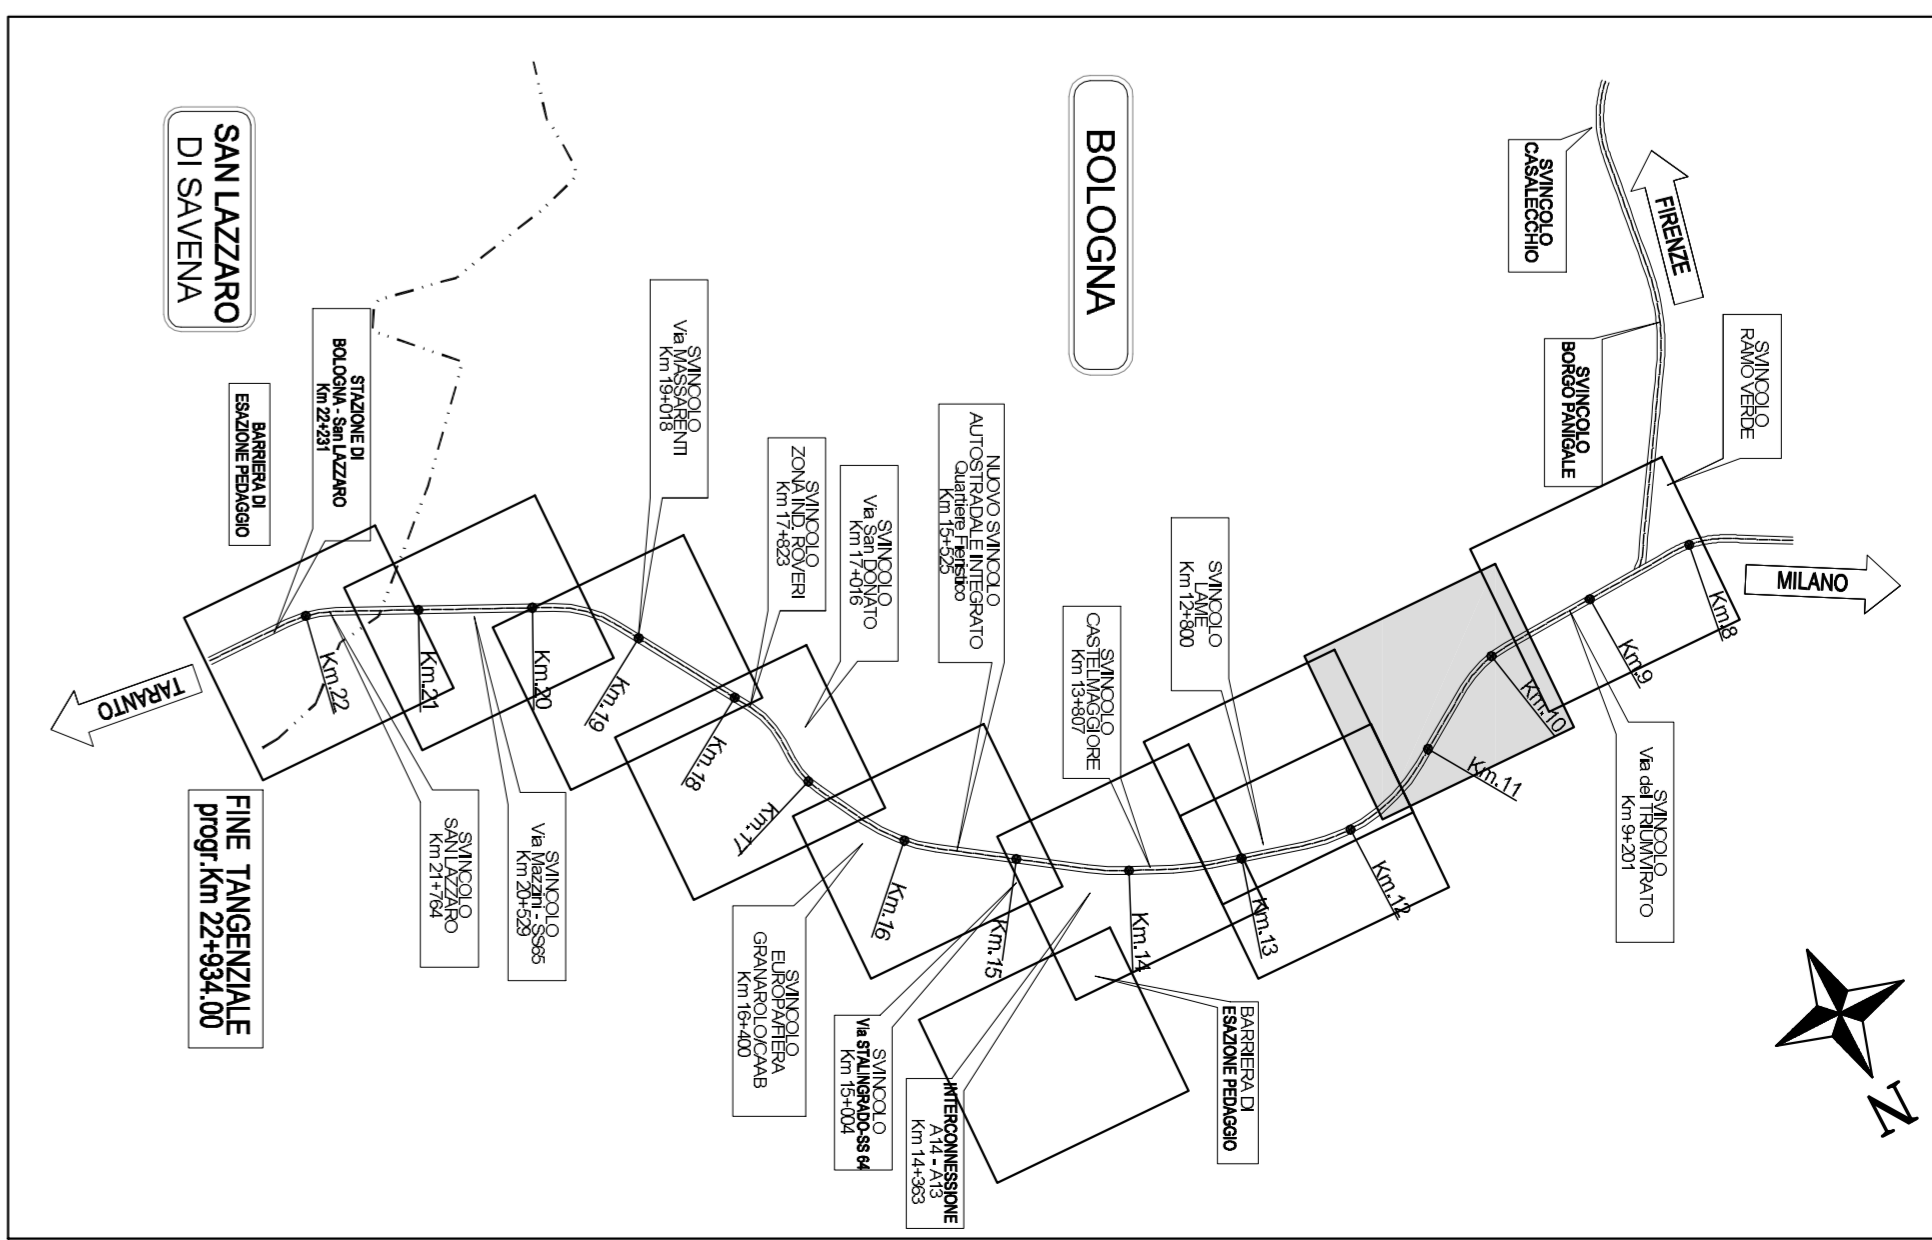 SAN LAZZARO
DI SAVENA
BOLOGNA
SVINCOLO
CASALECCHIO
FIRENZE
SVINCOLO
BORGO PANIGALE
SVINCOLO
RAMO VERDE
MILANO
STAZIONE DI
BOLOGNA - San LAZZARO
Km 22+231
BARRIERA DI
ESAZIONE PEDAGGIO
SVINCOLO
Via MASSARENTI
Km 19+018
SVINCOLO
ZONA IND. ROVERI
Km 17+823
SVINCOLO
Via San DONATO
Km 17+016
NUOVO SVINCOLO
AUTOSTRADALE INTEGRATO
Quartiere Fieristico
Km 15+525
SVINCOLO
CASTELMAGGIORE
Km 13+807
SVINCOLO
LAME
Km 12+800
Km.8
Km.9
Km.10
Km.11
Km.12
Km.13
Km.14
Km.15
Km.16
Km.17
Km.18
Km.19
Km.20
Km.21
Km.22
TARANTO
FINE TANGENZIALE
progr.Km 22+934.00
SVINCOLO
SAN LAZZARO
Km 21+764
SVINCOLO
Via Mazzini - SS65
Km 20+529
SVINCOLO
EUROPA/FIERA
GRANAROLO/CAAB
Km 16+400
SVINCOLO
Via STALINGRADO-SS 64
Km 15+004
INTERCONNESSIONE
A14 - A13
Km 14+363
BARRIERA DI
ESAZIONE PEDAGGIO
SVINCOLO
Via del TRIUMVIRATO
Km 9+201
N